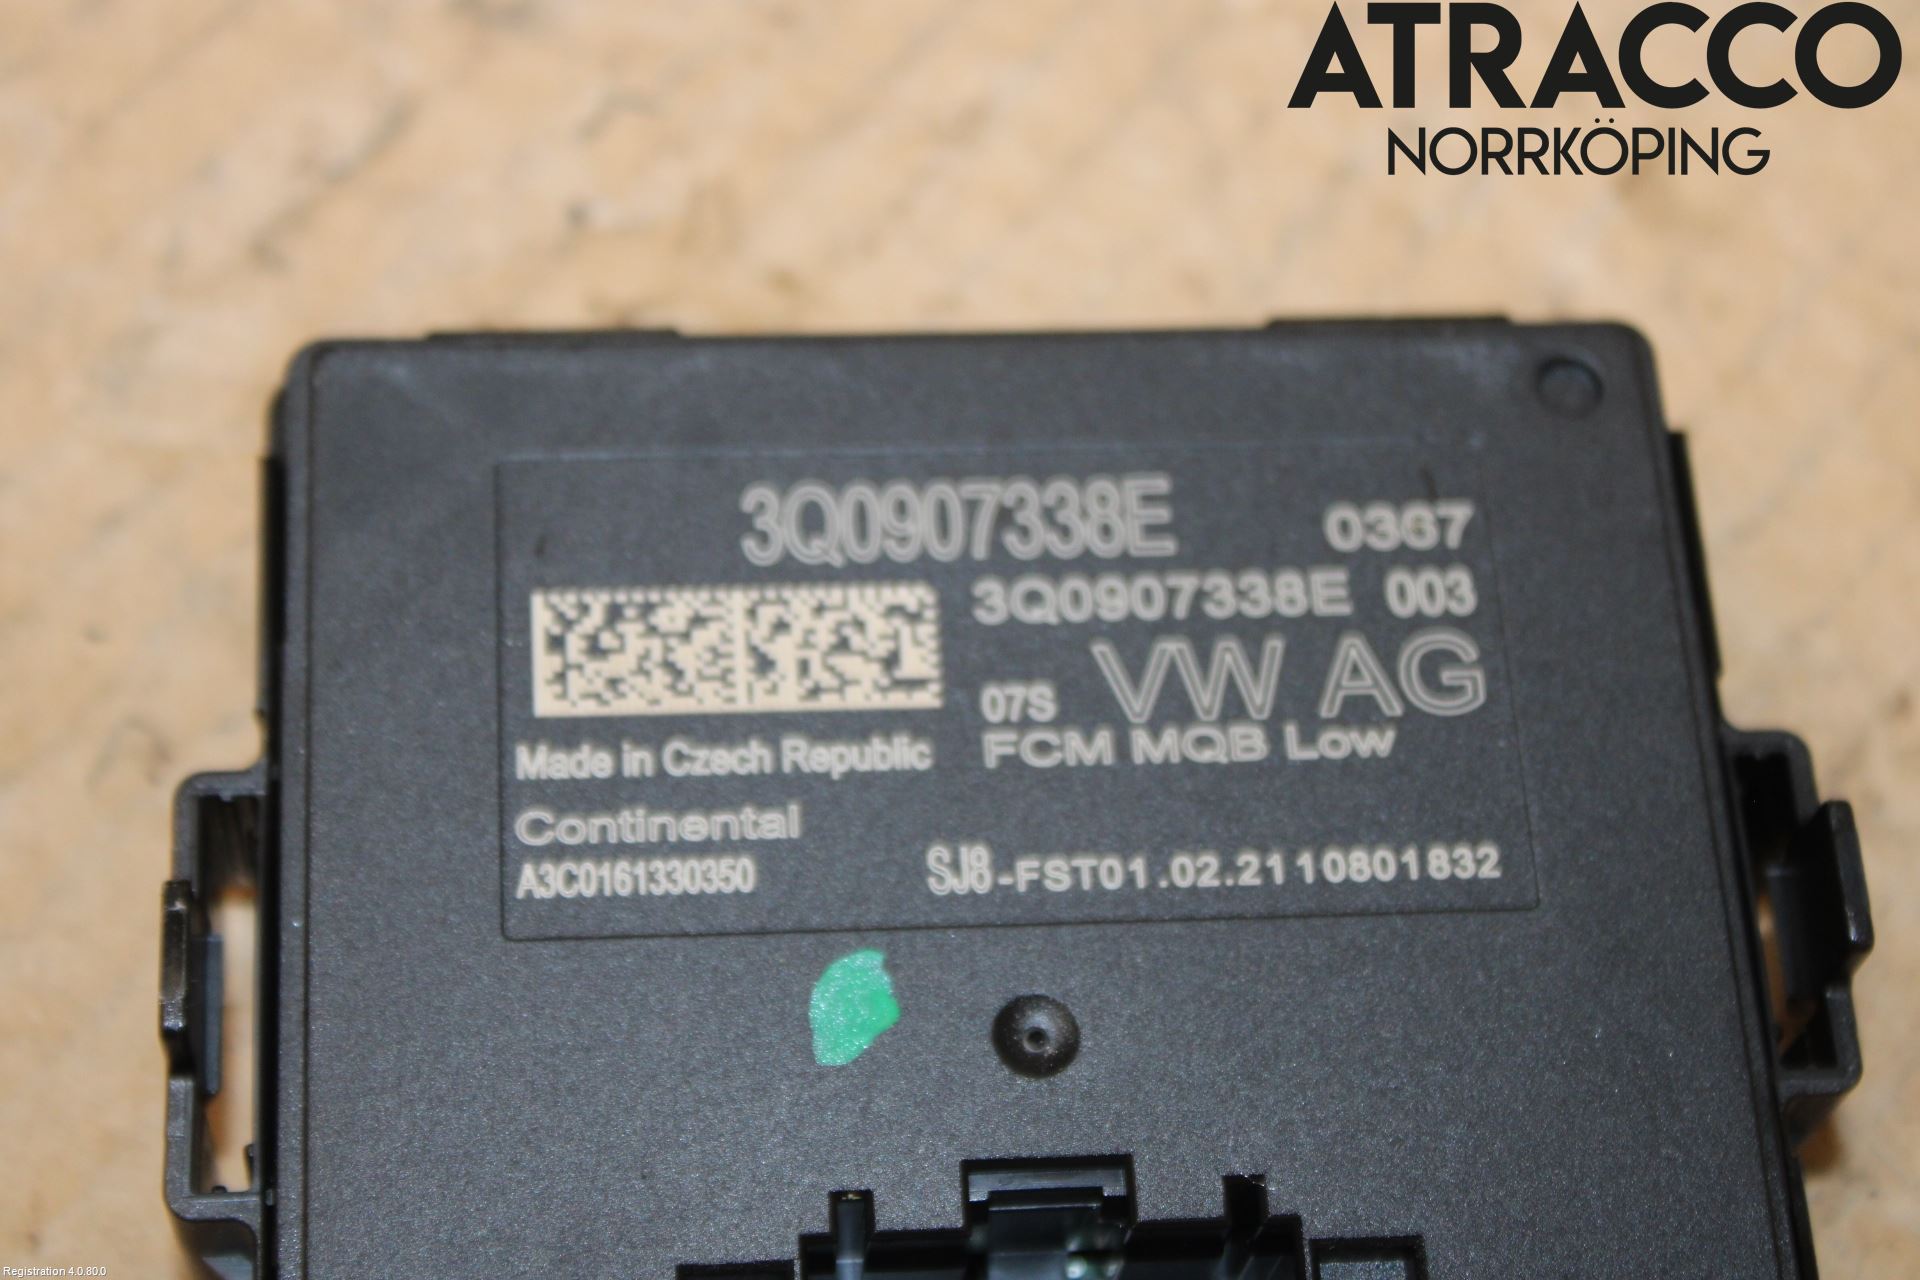 ATRACCO
NORRKÖPING
3Q0907338E
0367
3Q0907338E 003
07S VW AG
FCM MQB Low
Made in Czech Republic
Continental
A3C0161330350
SJ8-FST01.02.2110801832
Registration 4.0.80.0